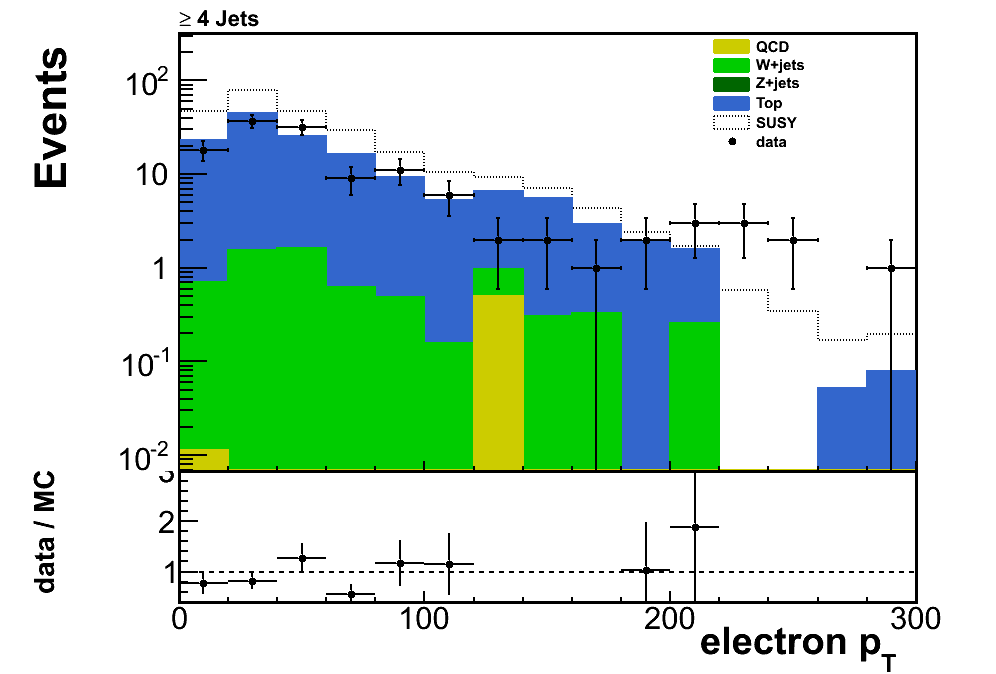 ≥ 4 Jets
Events
10²
10
1
10⁻¹
10⁻²
QCD
W+jets
Z+jets
Top
SUSY
data
data / MC
3
2
1
0
100
200
300
electron p_T